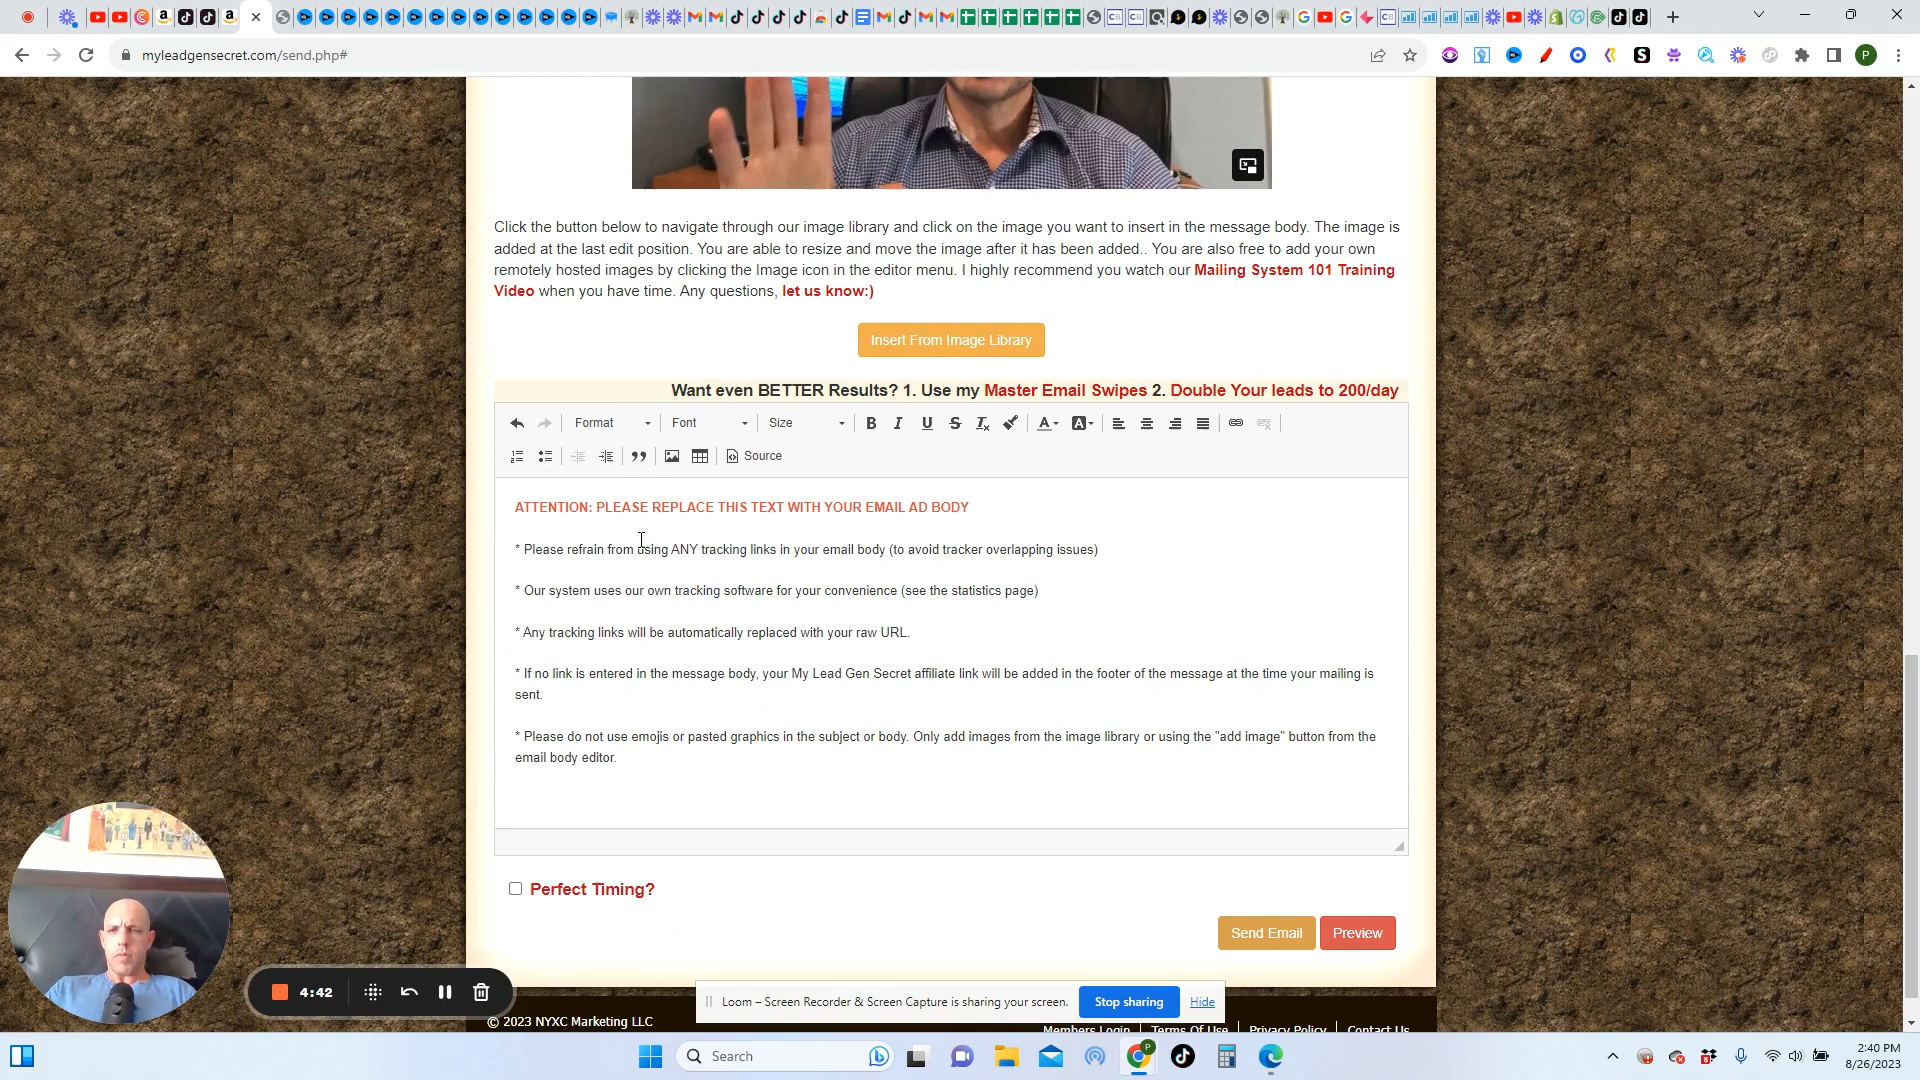 myleadgensecret.com/send.php#
Click the button below to navigate through our image library and click on the image you want to insert in the message body. The image is
added at the last edit position. You are able to resize and move the image after it has been added.. You are also free to add your own
remotely hosted images by clicking the Image icon in the editor menu. I highly recommend you watch our Mailing System 101 Training
Video when you have time. Any questions, let us know:)
Insert From Image Library
Want even BETTER Results? 1. Use my Master Email Swipes 2. Double Your leads to 200/day
Format Font Size
Source
ATTENTION: PLEASE REPLACE THIS TEXT WITH YOUR EMAIL AD BODY
* Please refrain from using ANY tracking links in your email body (to avoid tracker overlapping issues)
* Our system uses our own tracking software for your convenience (see the statistics page)
* Any tracking links will be automatically replaced with your raw URL.
* If no link is entered in the message body, your My Lead Gen Secret affiliate link will be added in the footer of the message at the time your mailing is
sent.
* Please do not use emojis or pasted graphics in the subject or body. Only add images from the image library or using the "add image" button from the
email body editor.
Perfect Timing?
Send Email Preview
4:42
Loom – Screen Recorder & Screen Capture is sharing your screen. Stop sharing Hide
© 2023 NYXC Marketing LLC
Members Login Terms Of Use Privacy Policy Contact Us
Search
2:40 PM
8/26/2023